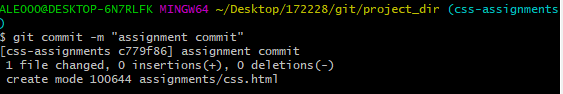 ALEOOO@DESKTOP-6N7RLFK MINGW64 ~/Desktop/172228/git/project_dir (css-assignments
)
$ git commit -m "assignment commit"
[css-assignments c779f86] assignment commit
 1 file changed, 0 insertions(+), 0 deletions(-)
 create mode 100644 assignments/css.html